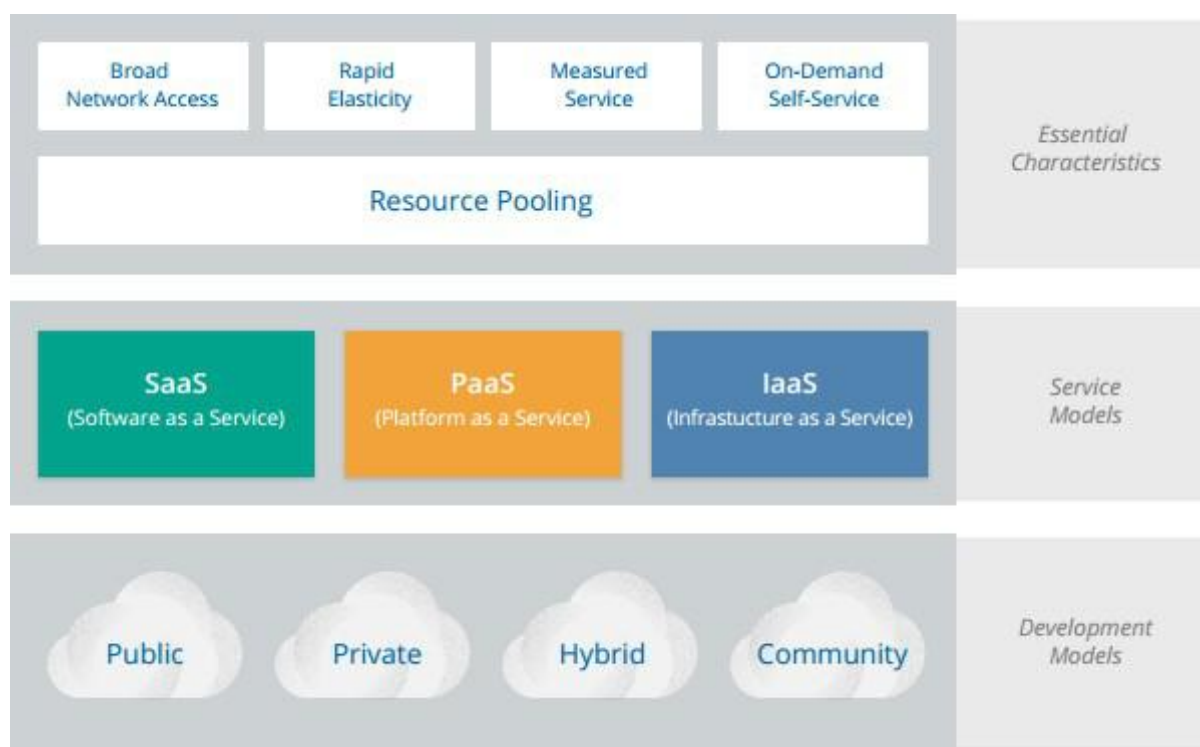 Broad
Network Access
Rapid
Elasticity
Measured
Service
On-Demand
Self-Service
Resource Pooling
Essential
Characteristics
SaaS
(Software as a Service)
PaaS
(Platform as a Service)
IaaS
(Infrastucture as a Service)
Service
Models
Public
Private
Hybrid
Community
Development
Models